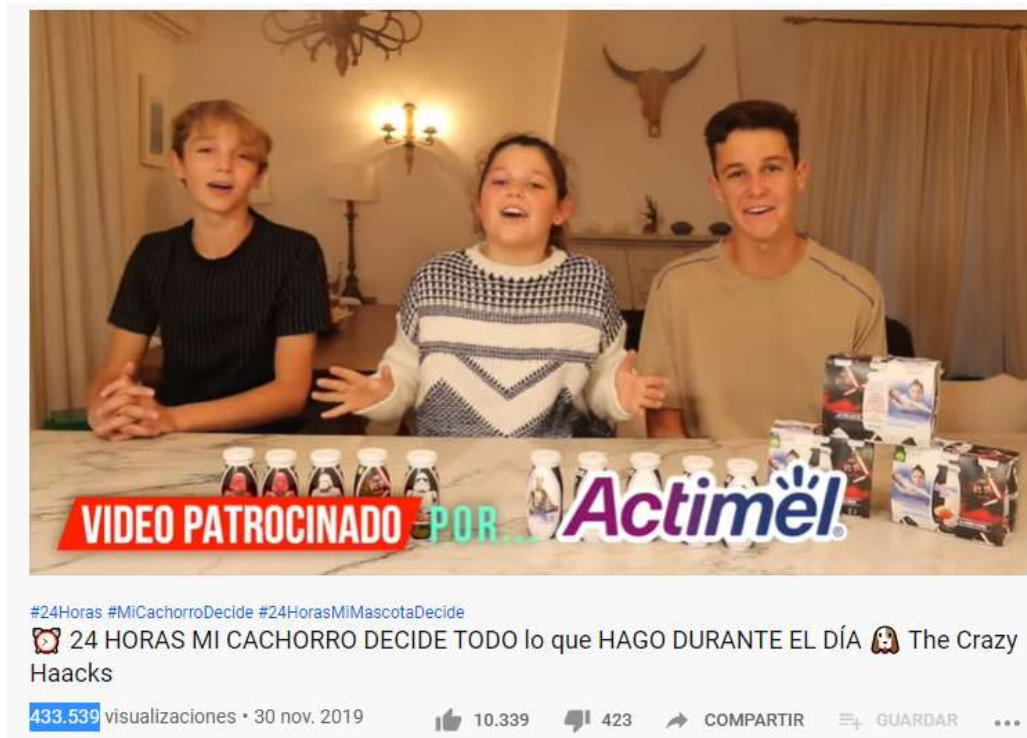 VIDEO PATROCINADO POR...
Actimel
#24Horas #MiCachorroDecide #24HorasMiMascotaDecide
⏰ 24 HORAS MI CACHORRO DECIDE TODO lo que HAGO DURANTE EL DÍA 🐶 The Crazy
Haacks
433.539 visualizaciones • 30 nov. 2019 10.339 423 COMPARTIR GUARDAR ...